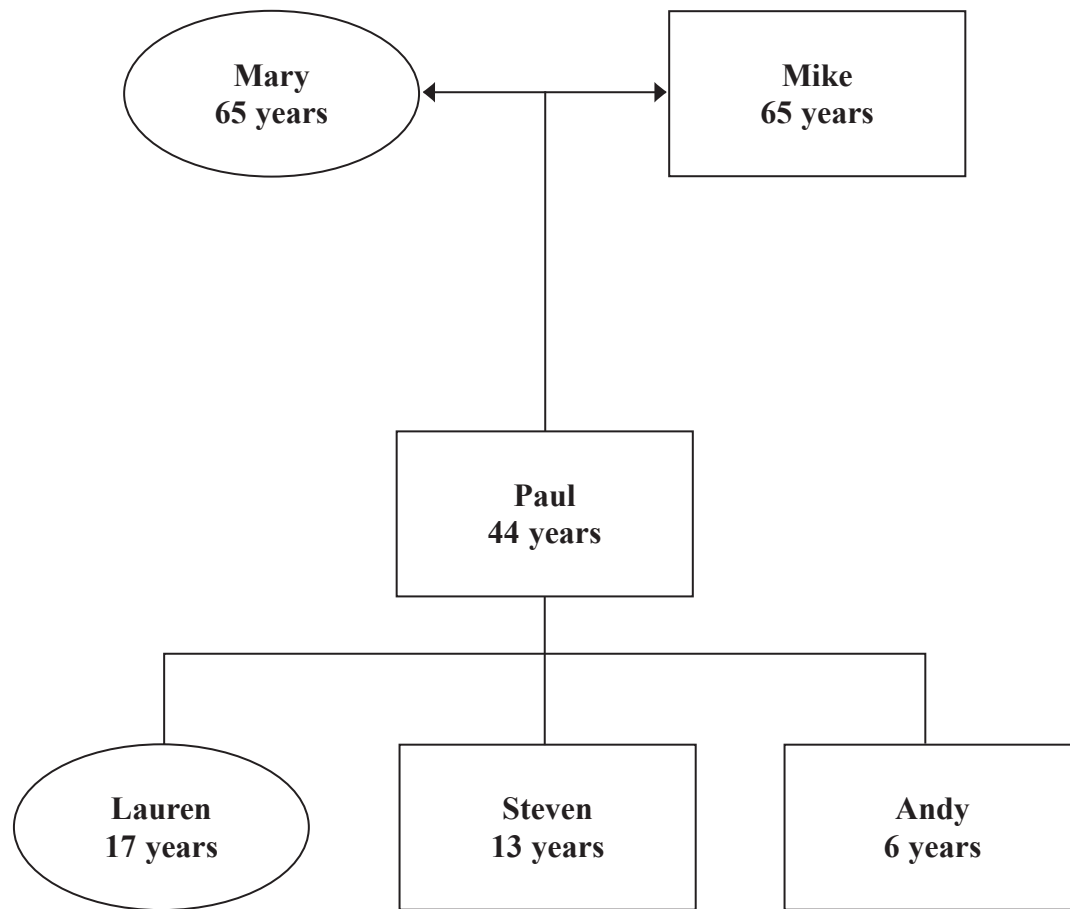 Mary
65 years
Mike
65 years
Paul
44 years
Lauren
17 years
Steven
13 years
Andy
6 years